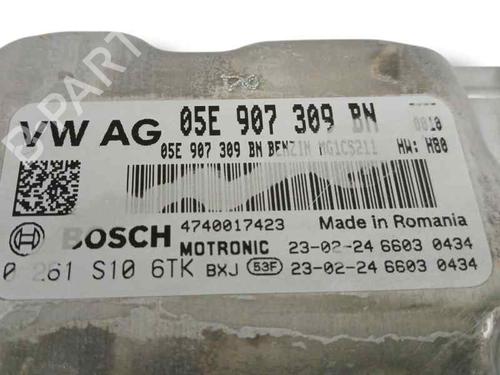 VW AG 05E 907 309 BN 0810
05E 907 309 BN BENZIN MG1CS211 HW: H80
BOSCH 4740017423 Made in Romania
MOTRONIC 23-02-24 6603 0434
0 261 S10 6TK BXJ 53F 23-02-24 6603 0434
B-PARTS